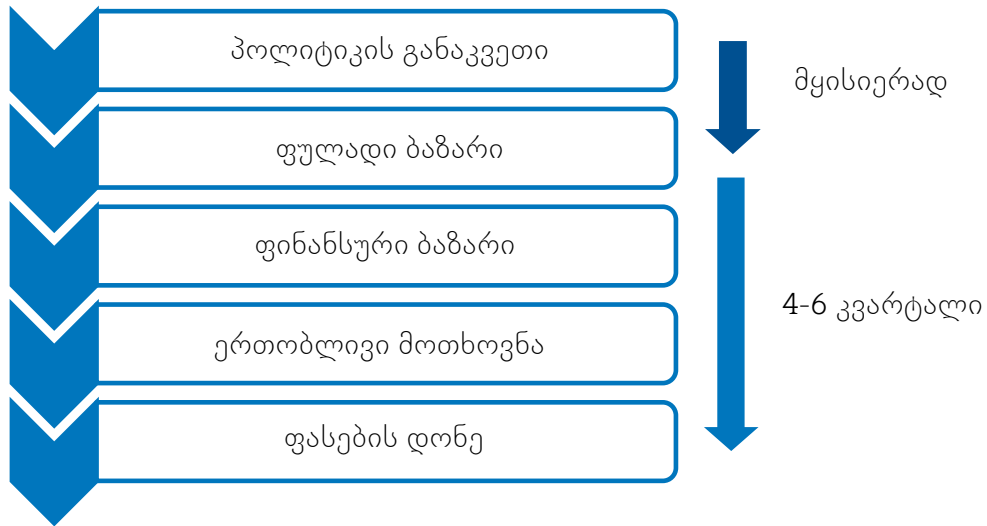 პოლიტიკის განაკვეთი
მყისიერად
ფულადი ბაზარი
ფინანსური ბაზარი
4-6 კვარტალი
ერთობლივი მოთხოვნა
ფასების დონე